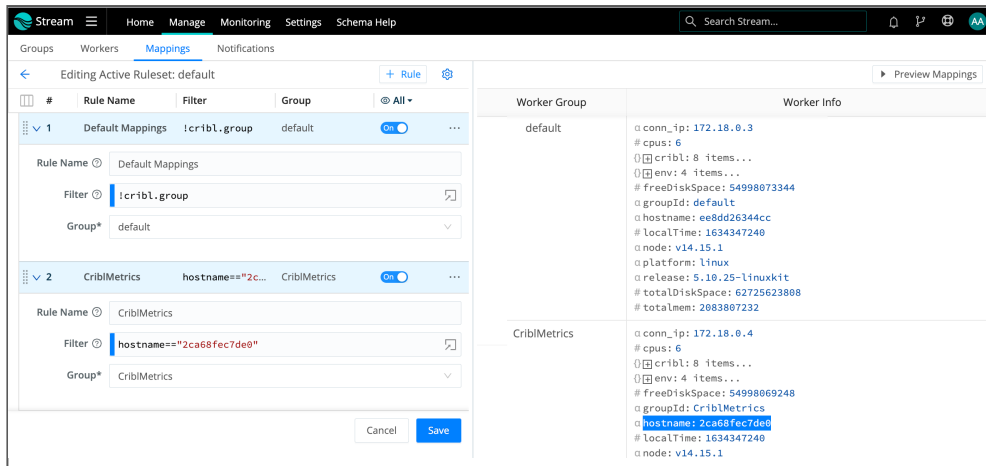 Stream Home Manage Monitoring Settings Schema Help Search Stream... AA
Groups Workers Mappings Notifications
Editing Active Ruleset: default + Rule
Preview Mappings
# Rule Name Filter Group All
1 Default Mappings !cribl.group default On ...
Rule Name Default Mappings
Filter !cribl.group
Group* default
2 CriblMetrics hostname=="2c... CriblMetrics On ...
Rule Name CriblMetrics
Filter hostname=="2ca68fec7de0"
Group* CriblMetrics
Cancel Save
Worker Group Worker Info
default
α conn_ip: 172.18.0.3
# cpus: 6
{} + cribl: 8 items...
{} + env: 4 items...
# freeDiskSpace: 54998073344
α groupId: default
α hostname: ee8dd26344cc
# localTime: 1634347240
α node: v14.15.1
α platform: linux
α release: 5.10.25-linuxkit
# totalDiskSpace: 62725623808
# totalmem: 2083807232
CriblMetrics
α conn_ip: 172.18.0.4
# cpus: 6
{} + cribl: 8 items...
{} + env: 4 items...
# freeDiskSpace: 54998069248
α groupId: CriblMetrics
α hostname: 2ca68fec7de0
# localTime: 1634347240
α node: v14.15.1